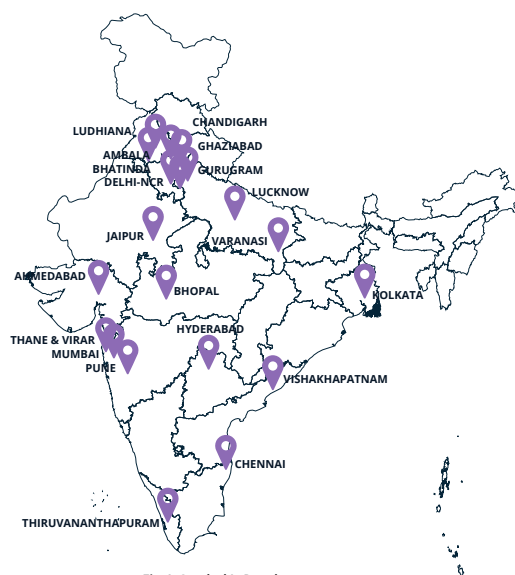 CHANDIGARH
LUDHIANA
GHAZIABAD
AMBALA
BHATINDA
GURUGRAM
DELHI-NCR
LUCKNOW
JAIPUR
VARANASI
AHMEDABAD
BHOPAL
KOLKATA
HYDERABAD
THANE & VIRAR
MUMBAI
PUNE
VISHAKHAPATNAM
CHENNAI
THIRUVANANTHAPURAM